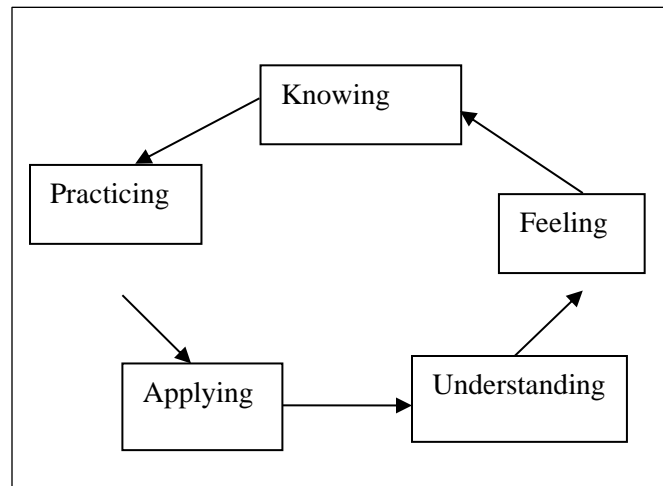 Knowing
Practicing
Feeling
Applying
Understanding